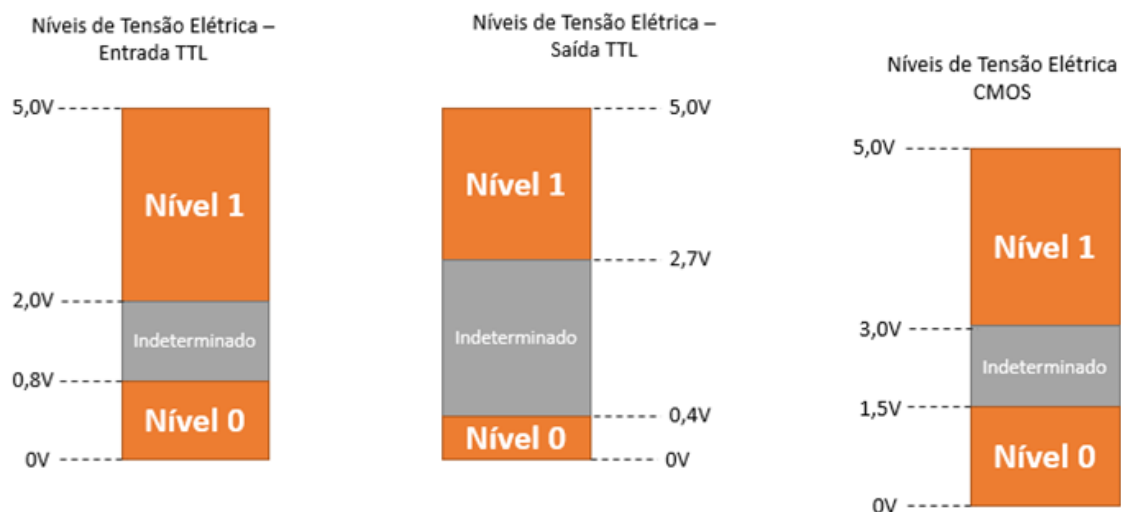 Níveis de Tensão Elétrica –
Entrada TTL
5,0V
Nível 1
2,0V
Indeterminado
0,8V
Nível 0
0V
Níveis de Tensão Elétrica –
Saída TTL
5,0V
Nível 1
2,7V
Indeterminado
0,4V
Nível 0
0V
Níveis de Tensão Elétrica
CMOS
5,0V
Nível 1
3,0V
Indeterminado
1,5V
Nível 0
0V